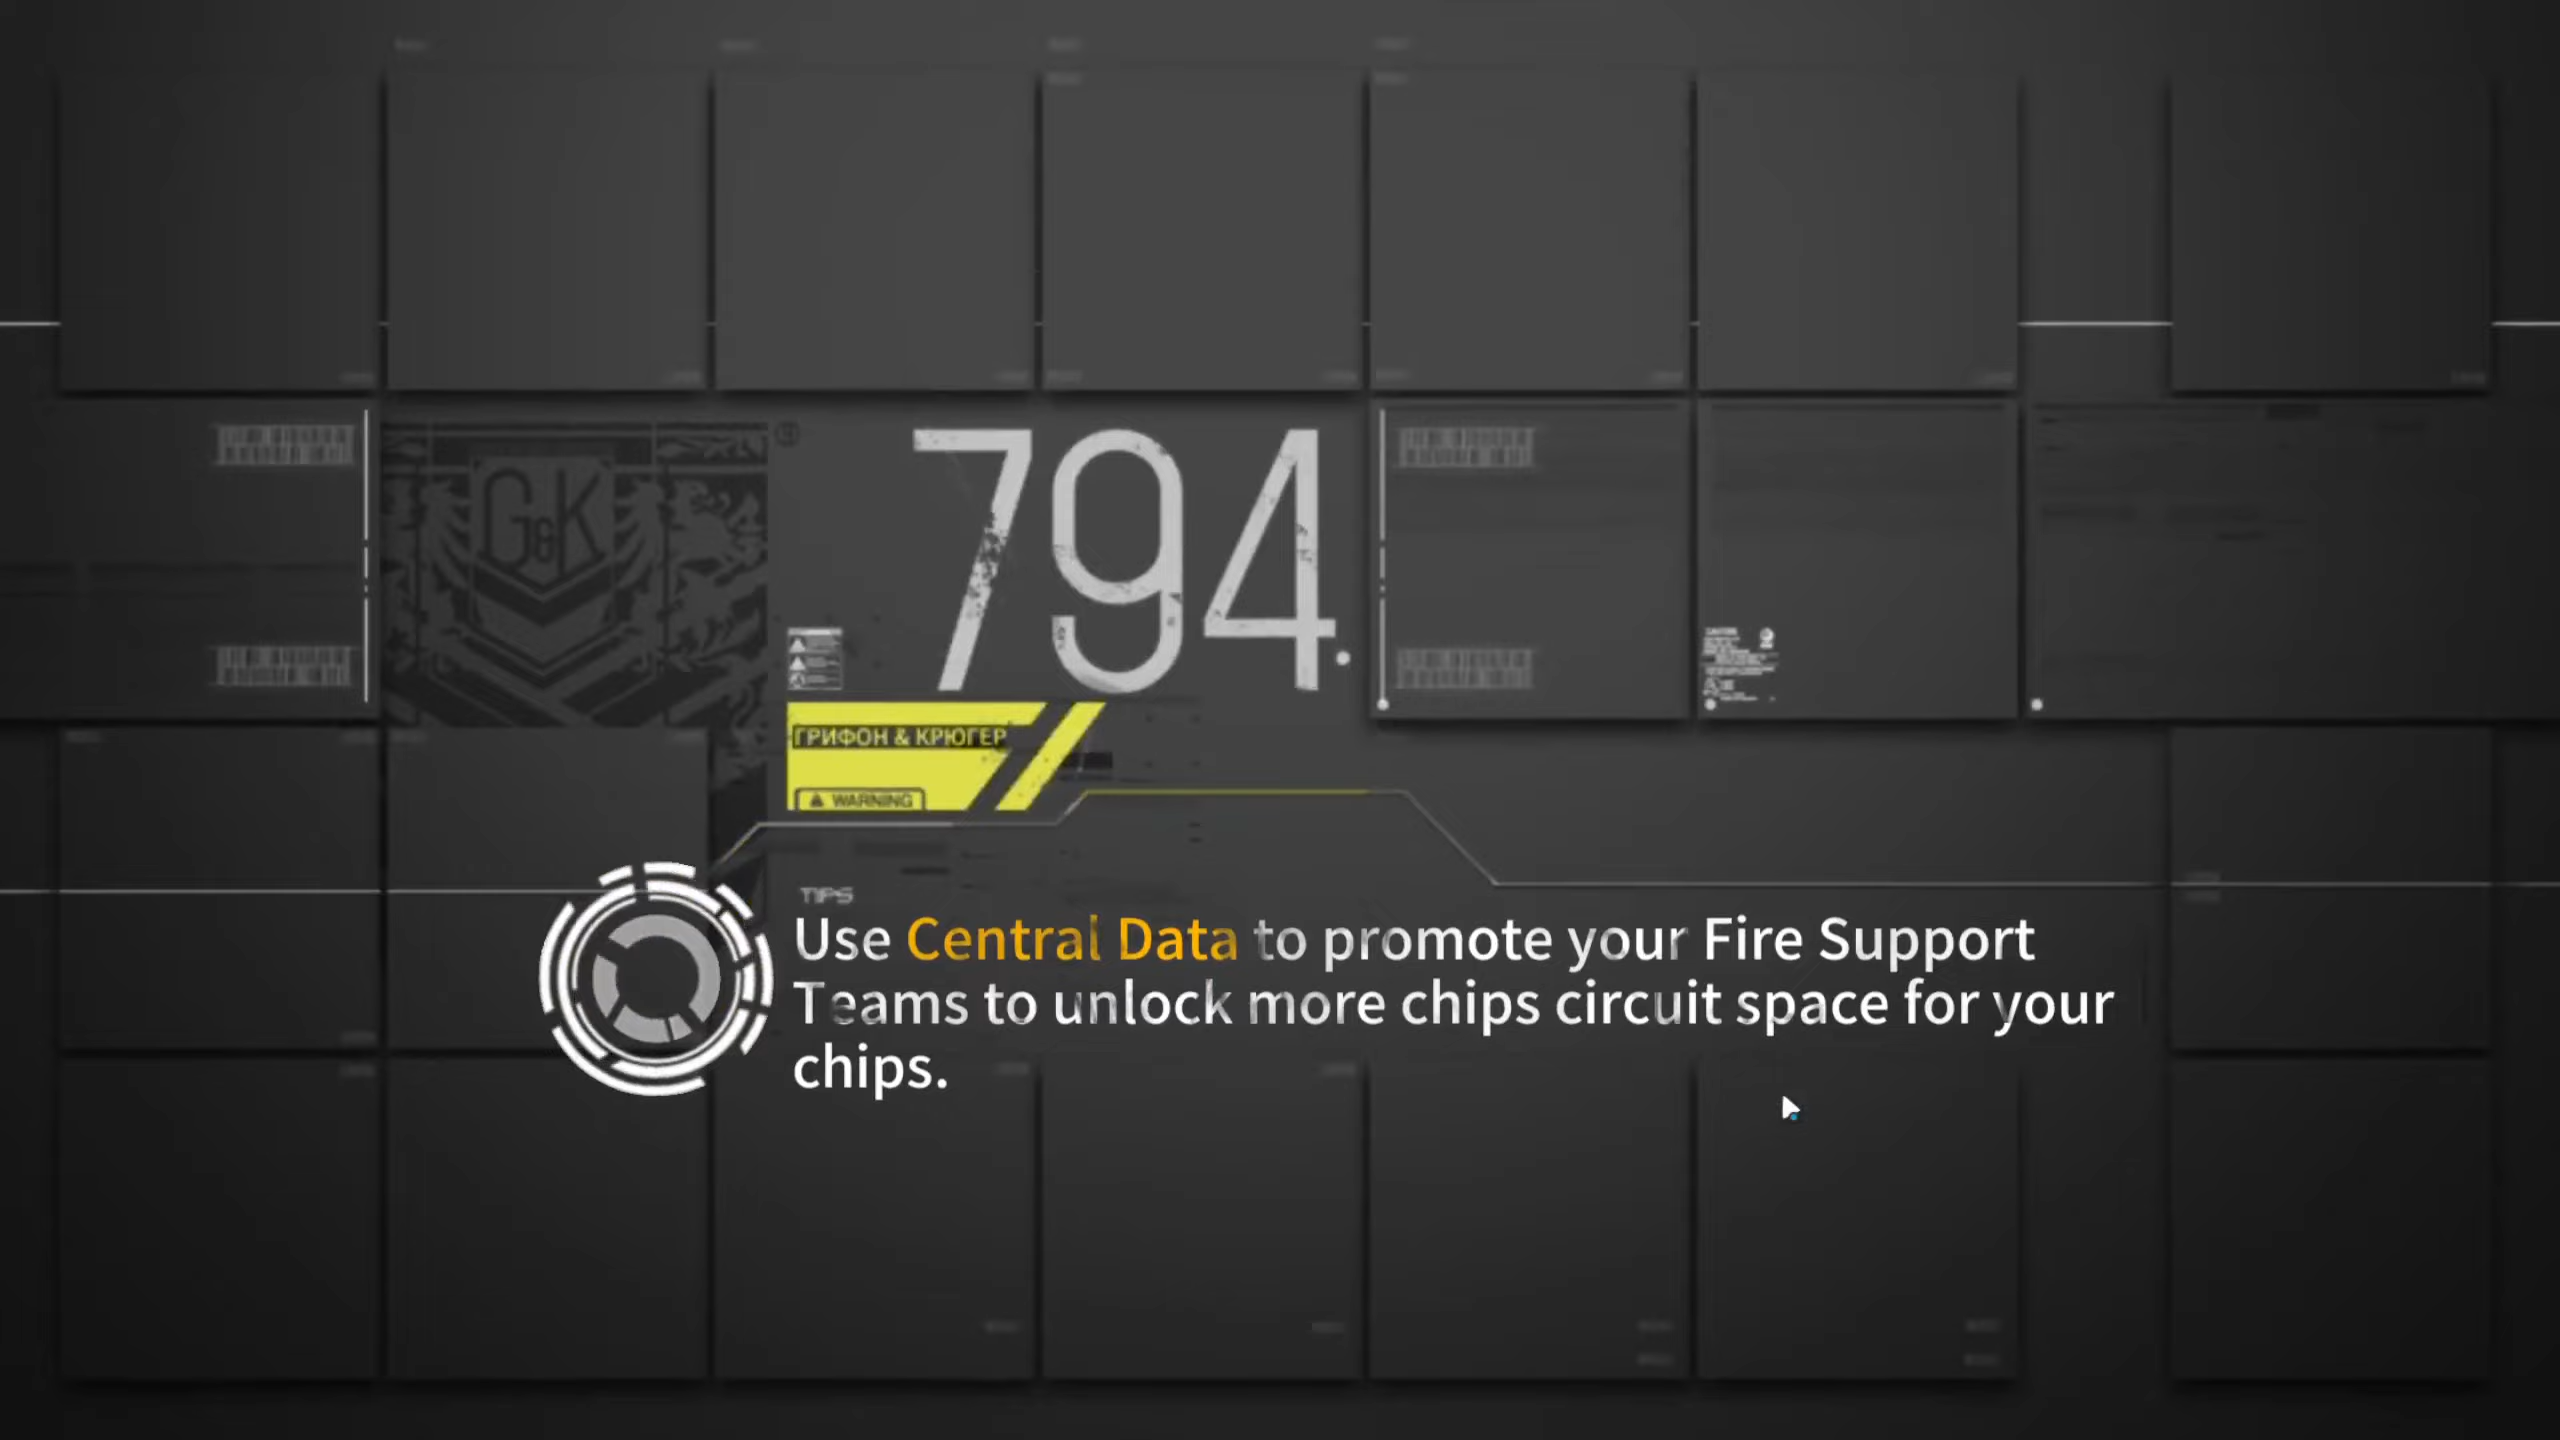 G&K
794.
ГРИФОН & КРЮГЕР
WARNING
TIPS
Use Central Data to promote your Fire Support
Teams to unlock more chips circuit space for your
chips.